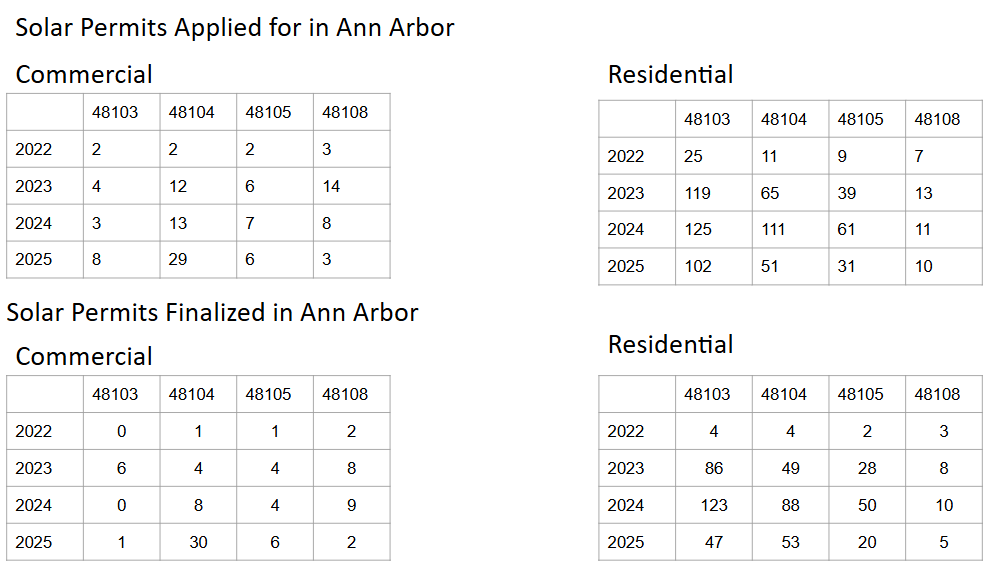 Solar Permits Applied for in Ann Arbor
Commercial
48103 48104 48105 48108
2022 2 2 2 3
2023 4 12 6 14
2024 3 13 7 8
2025 8 29 6 3
Residential
48103 48104 48105 48108
2022 25 11 9 7
2023 119 65 39 13
2024 125 111 61 11
2025 102 51 31 10
Solar Permits Finalized in Ann Arbor
Commercial
48103 48104 48105 48108
2022 0 1 1 2
2023 6 4 4 8
2024 0 8 4 9
2025 1 30 6 2
Residential
48103 48104 48105 48108
2022 4 4 2 3
2023 86 49 28 8
2024 123 88 50 10
2025 47 53 20 5